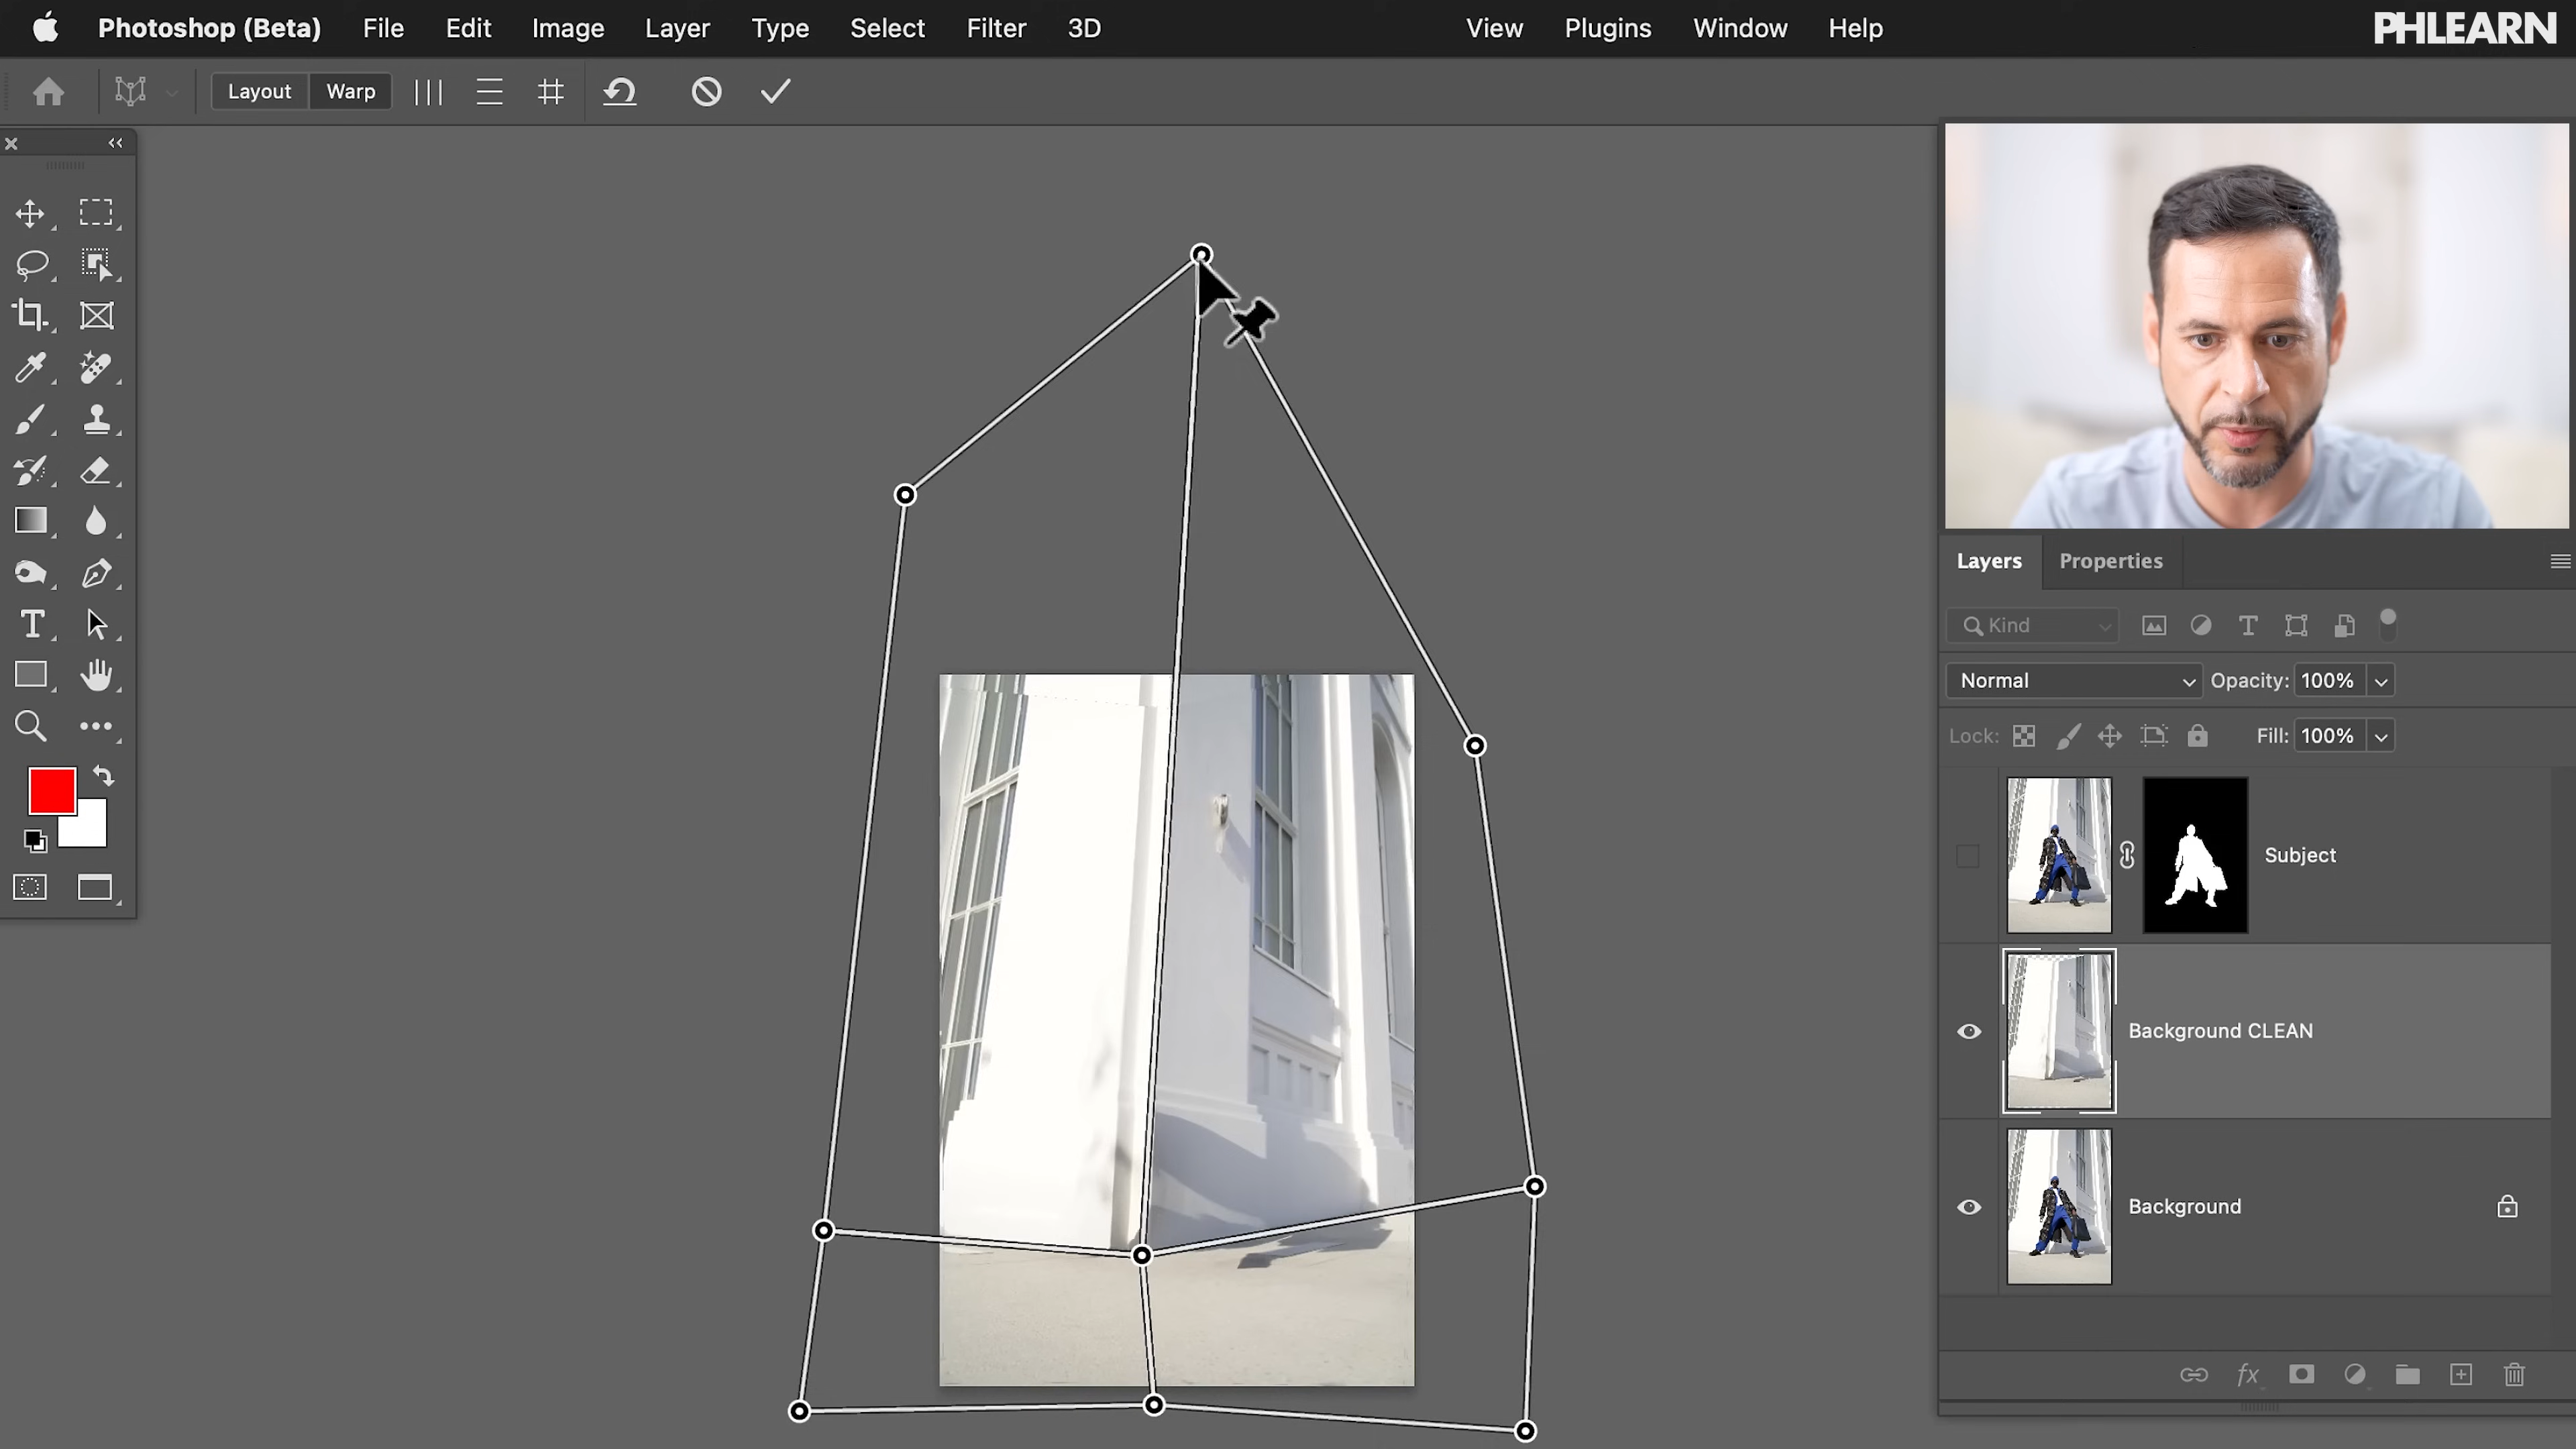 Photoshop (Beta) File Edit Image Layer Type Select Filter 3D View Plugins Window Help
PHLEARN
Layout Warp
Layers Properties
Kind
Normal Opacity: 100%
Lock: Fill: 100%
Subject
Background CLEAN
Background
fx